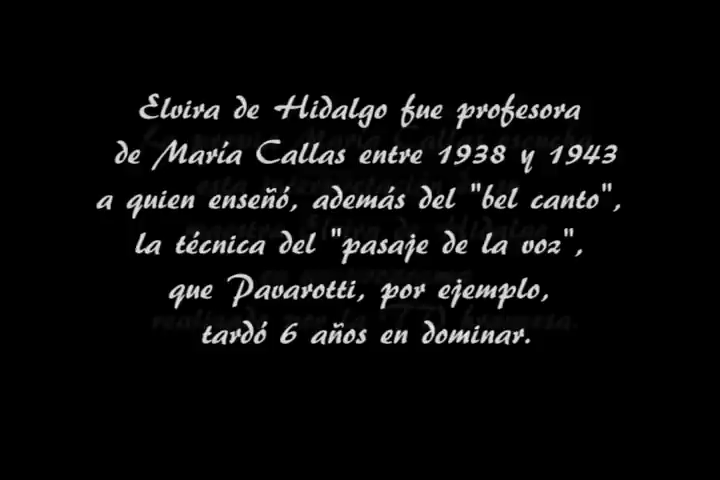 Elvira de Hidalgo fue profesora
de María Callas entre 1938 y 1943
a quien enseñó, además del "bel canto",
la técnica del "pasaje de la voz",
que Pavarotti, por ejemplo,
tardó 6 años en dominar.